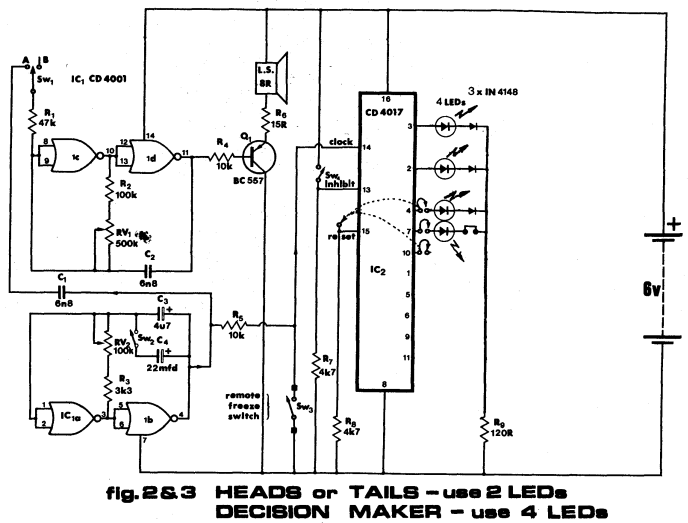 A B
Sw1
IC1 CD 4001
R1
47k
8
9
1c
10
12
13
14
1d
11
R2
100k
RV1
500k
C2
6n8
C1
6n8
R4
10k
Q1
BC 557
L.S.
8R
R6
15R
clock
Sw4
inhibit
reset
16
CD 4017
14
13
15
IC2
3
2
4
7
10
1
5
6
9
11
8
4 LEDs
3 x IN 4148
6v
C3
4u7
Sw2
C4
22mfd
RV2
100k
R3
3k3
1
2
IC1a
3
5
6
1b
4
7
R5
10k
remote
freeze
switch
Sw3
R7
4k7
R8
4k7
R9
120R
fig.2&3 HEADS or TAILS - use 2 LEDs
DECISION MAKER - use 4 LEDs